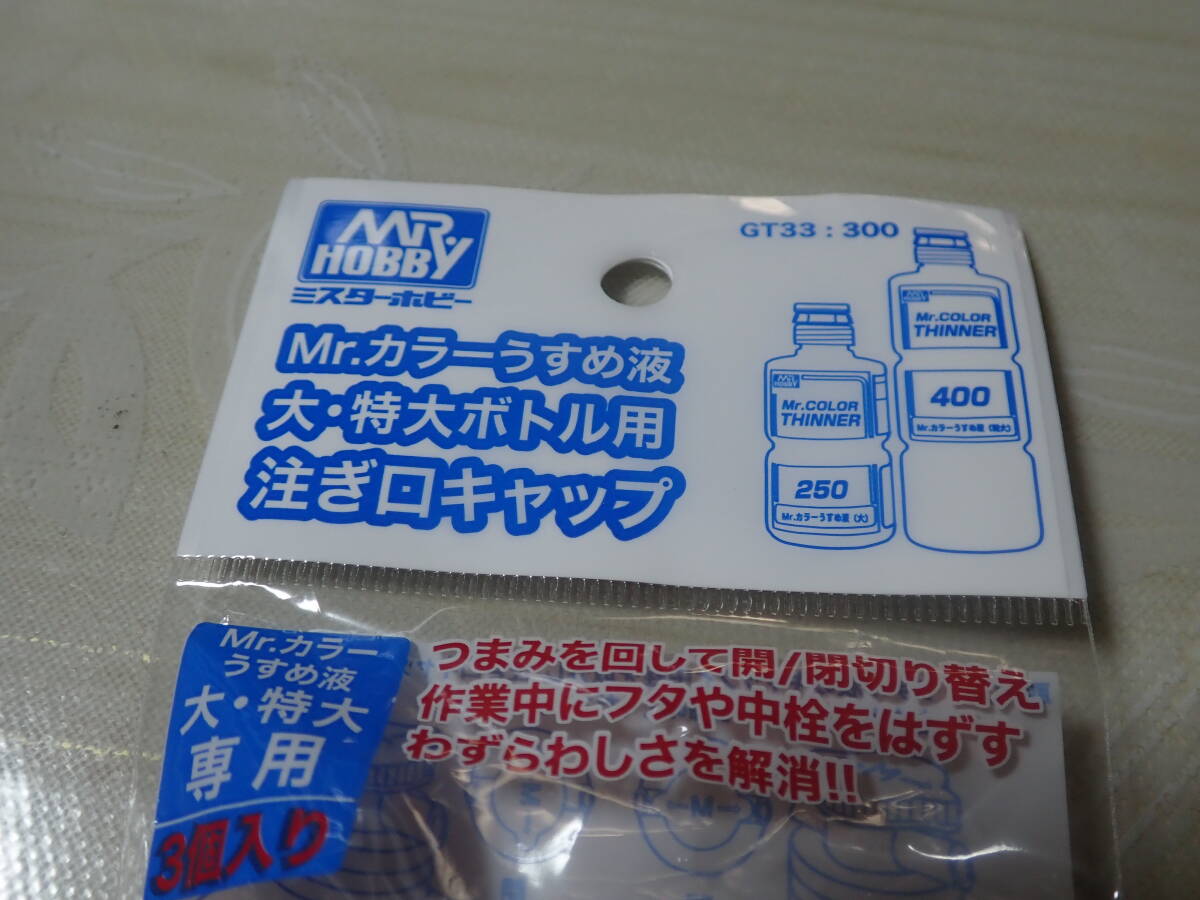 MR HOBBY
ミスターホビー
GT33 : 300
Mr.カラーうすめ液
大・特大ボトル用
注ぎ口キャップ
MR HOBBY
Mr.COLOR
THINNER
250
Mr.カラーうすめ液（大）
Mr.COLOR
THINNER
400
Mr.カラーうすめ液（特大）
Mr.カラー
うすめ液
大・特大
専用
3個入り
つまみを回して開/閉切り替え
作業中にフタや中栓をはずす
わずらわしさを解消!!